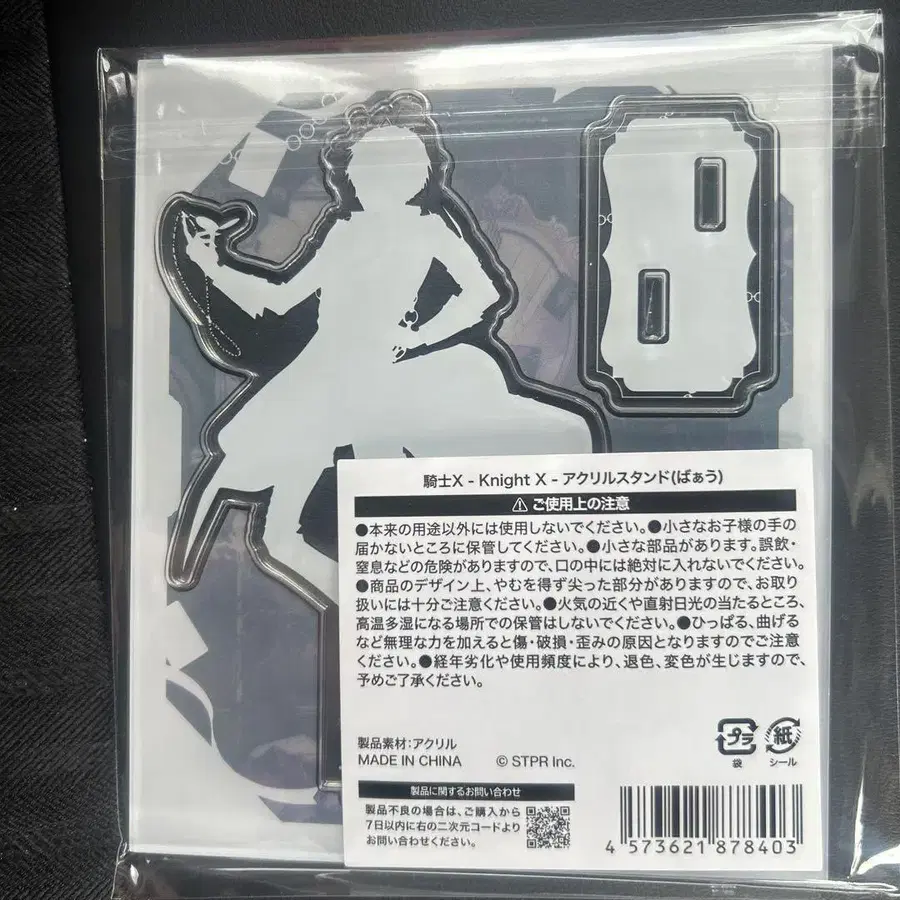 騎士X - Knight X - アクリルスタンド(ばぁう)
⚠ ご使用上の注意
●本来の用途以外には使用しないでください。●小さなお子様の手の
届かないところに保管してください。●小さな部品があります。誤飲・
窒息などの危険がありますので、口の中には絶対に入れないでください。
●商品のデザイン上、やむを得ず尖った部分がありますので、お取り
扱いには十分ご注意ください。●火気の近くや直射日光の当たるところ、
高温多湿になる場所での保管はしないでください。●ひっぱる、曲げる
など無理な力を加えると傷・破損・歪みの原因となりますのでご注意
ください。●経年劣化や使用頻度により、退色、変色が生じますので、
予めご了承ください。
プラ 紙
袋 シール
製品素材:アクリル
MADE IN CHINA © STPR Inc.
製品に関するお問い合わせ
製品不良の場合は、ご購入から
7日以内に右の二次元コードより
お問い合わせください。
4 573621 878403